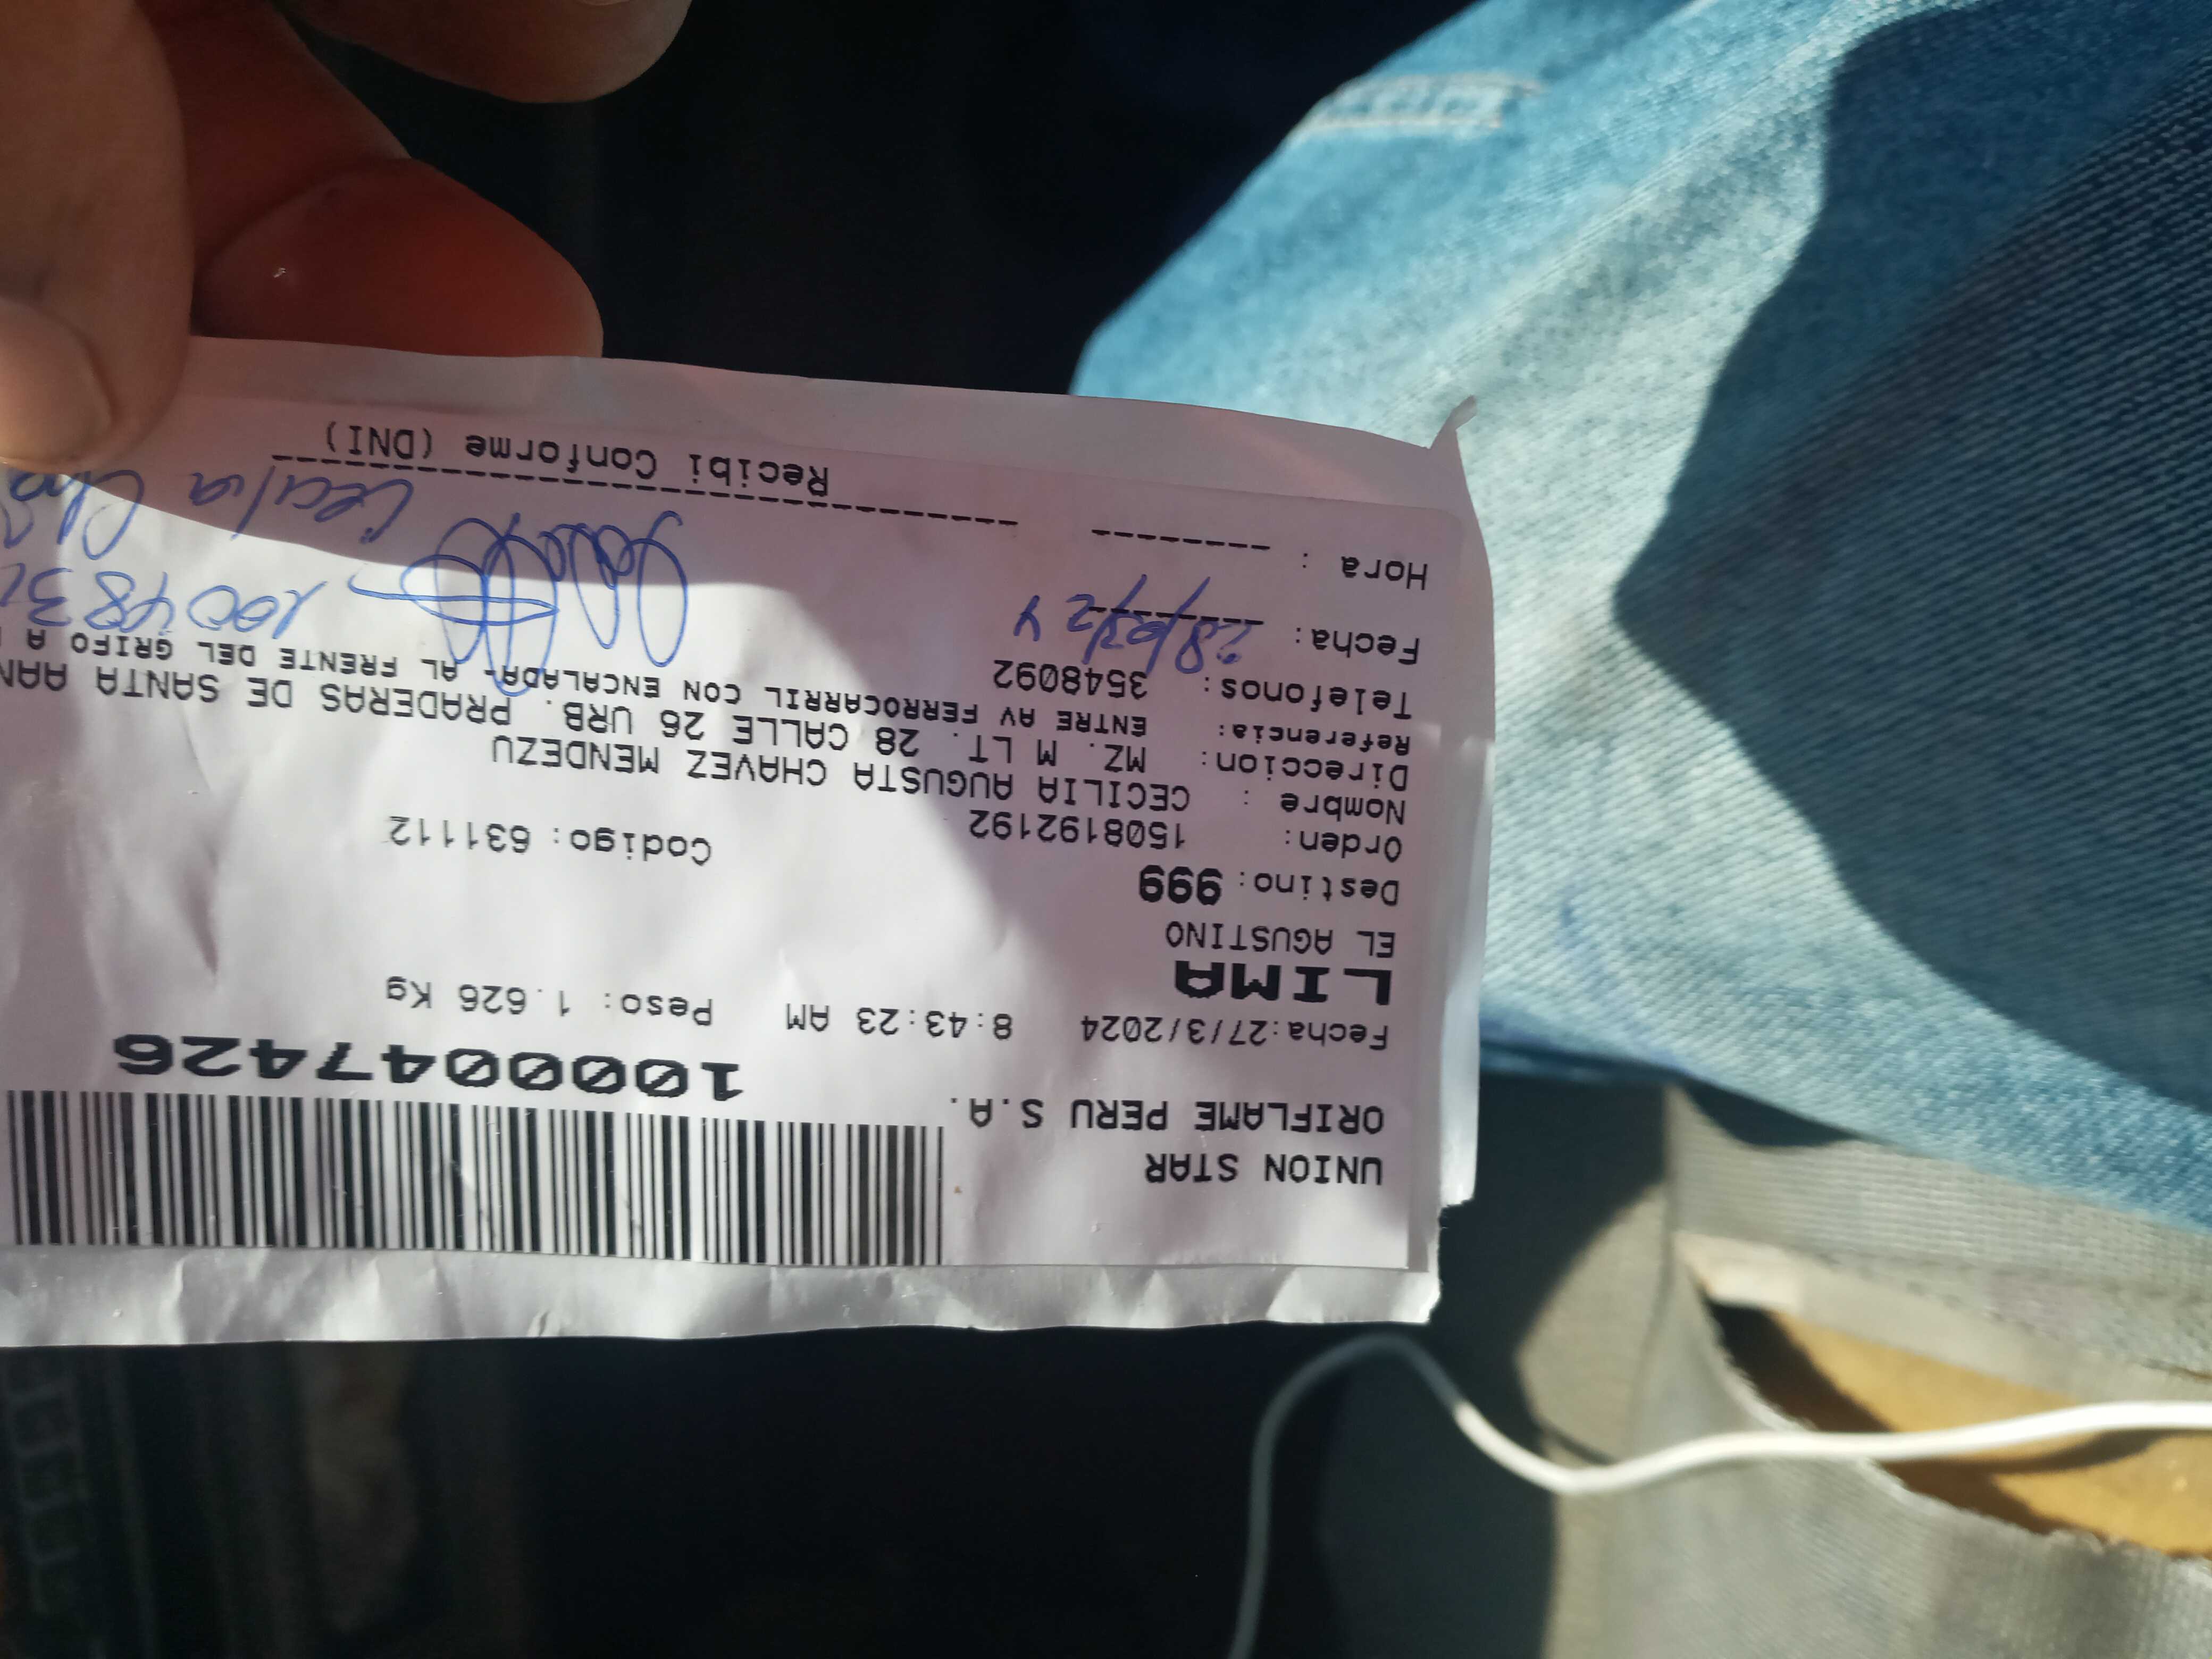 UNION STAR
ORIFLAME PERU S.A.
1000047426
Fecha:27/3/2024 8:43:23 AM Peso: 1.626 Kg
LIMA
EL AGUSTINO
Destino: 999
Orden: 1508192192 Codigo: 631112
Nombre : CECILIA AUGUSTA CHAVEZ MENDEZU
Direccion: MZ. M LT. 28 CALLE 26 URB. PRADERAS DE SANTA AAN
Referencia: ENTRE AV FERROCARRIL CON ENCALADA- AL FRENTE DEL GRIFO A
Telefonos: 3548092
Fecha: 28/03/24
Hora :
Cecilia
Recibi Conforme (DNI)